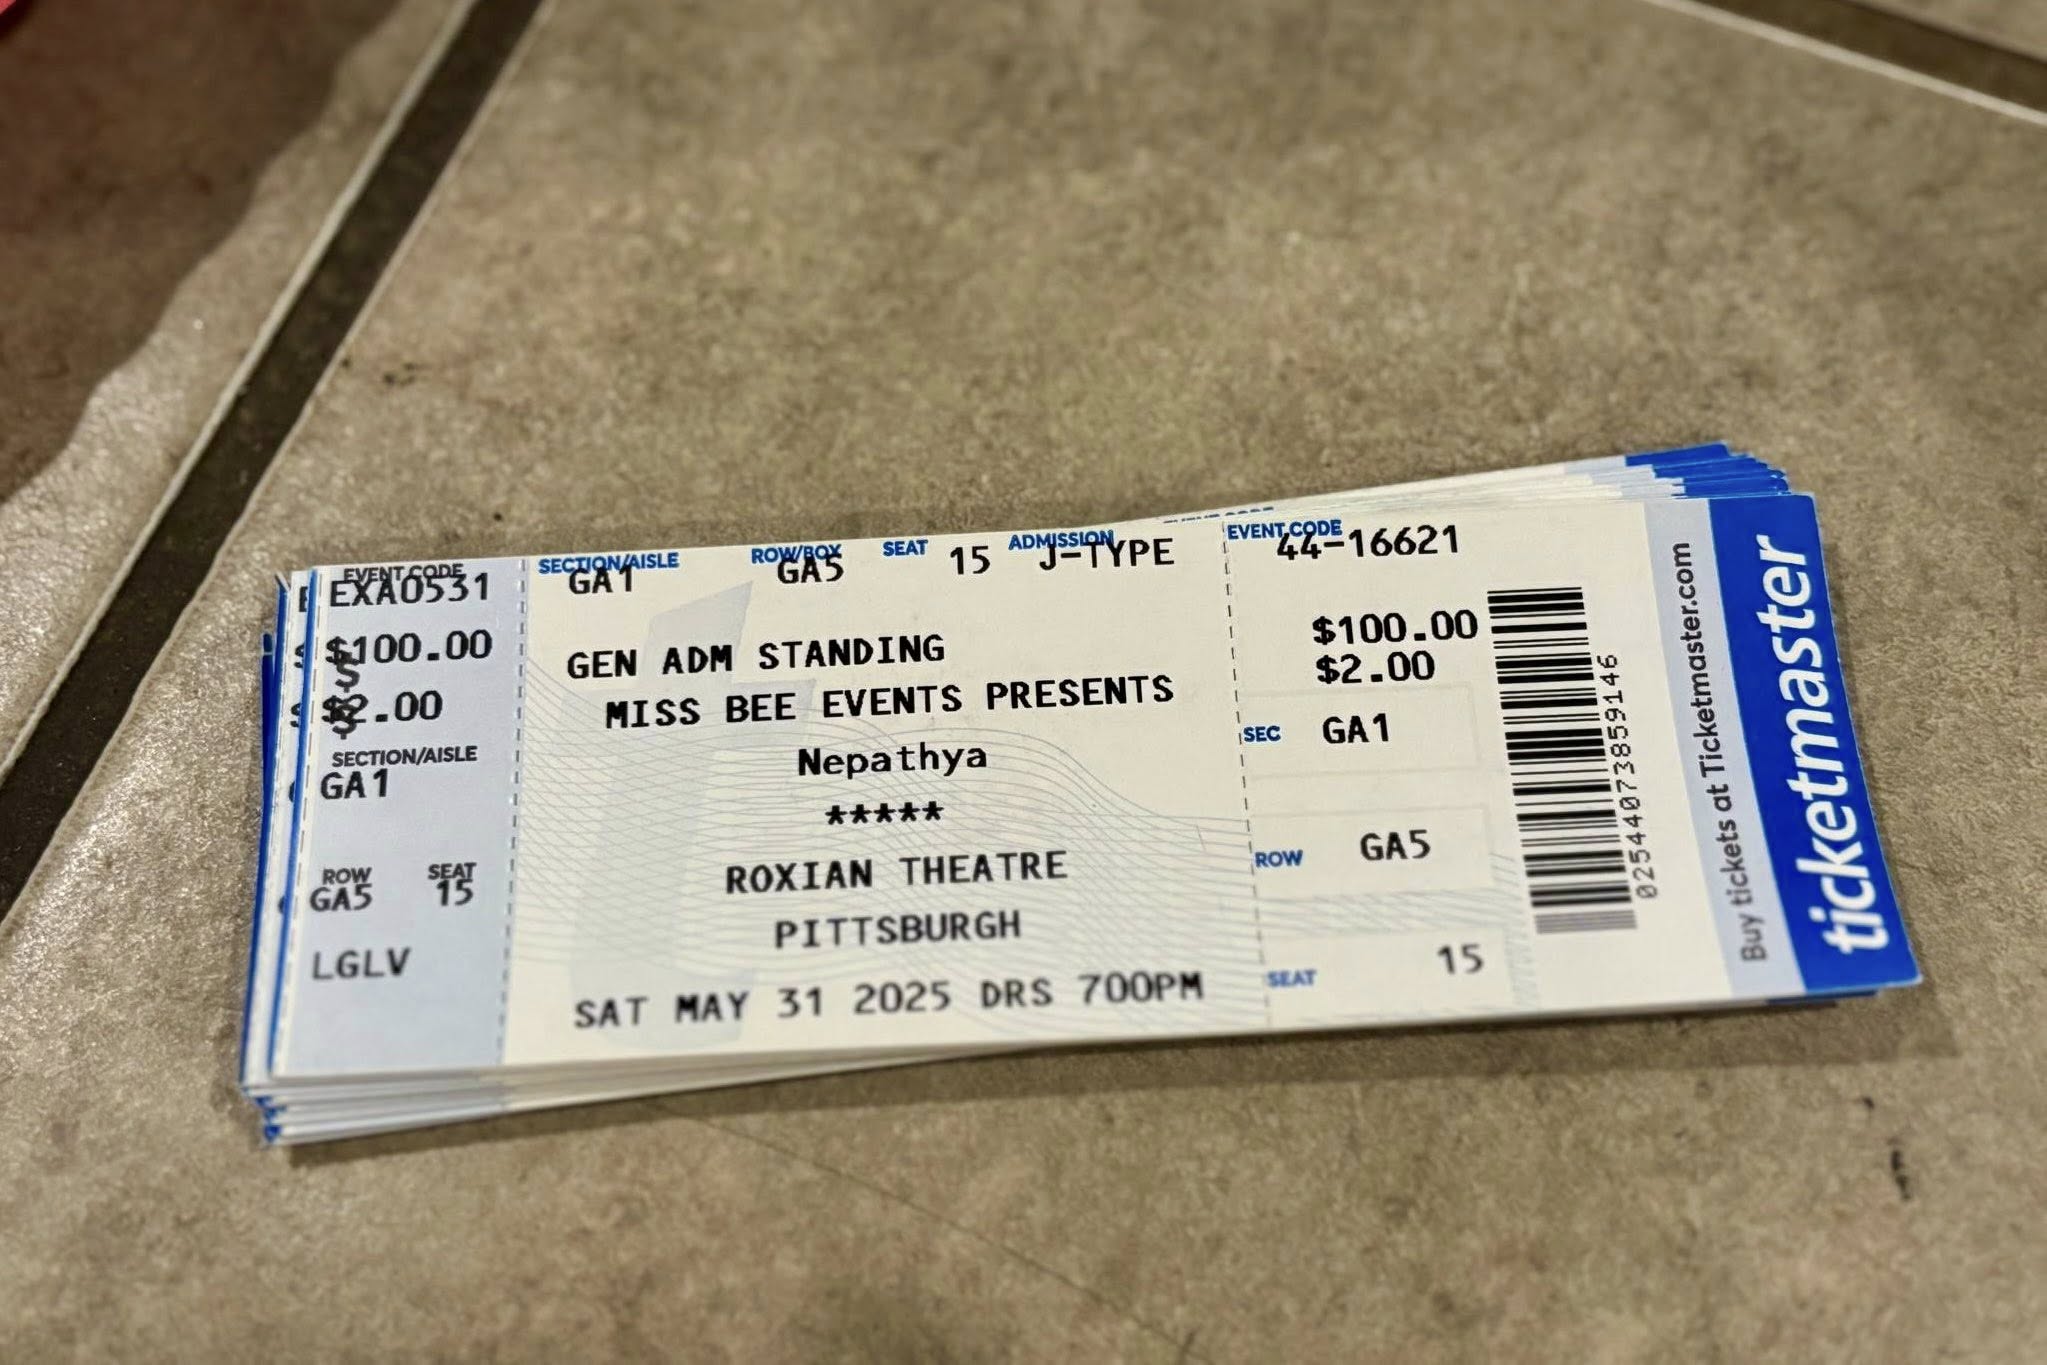 EVENT CODE
EXA0531
$100.00
$
$2.00
$
SECTION/AISLE
GA1
ROW SEAT
GA5 15
LGLV
SECTION/AISLE ROW/BOX SEAT ADMISSION
GA1 GA5 15 J-TYPE
GEN ADM STANDING
MISS BEE EVENTS PRESENTS
Nepathya
*****
ROXIAN THEATRE
PITTSBURGH
SAT MAY 31 2025 DRS 700PM
EVENT CODE
44-16621
$100.00
$2.00
SEC GA1
ROW GA5
SEAT 15
0254407385​9146
Buy tickets at Ticketmaster.com
ticketmaster